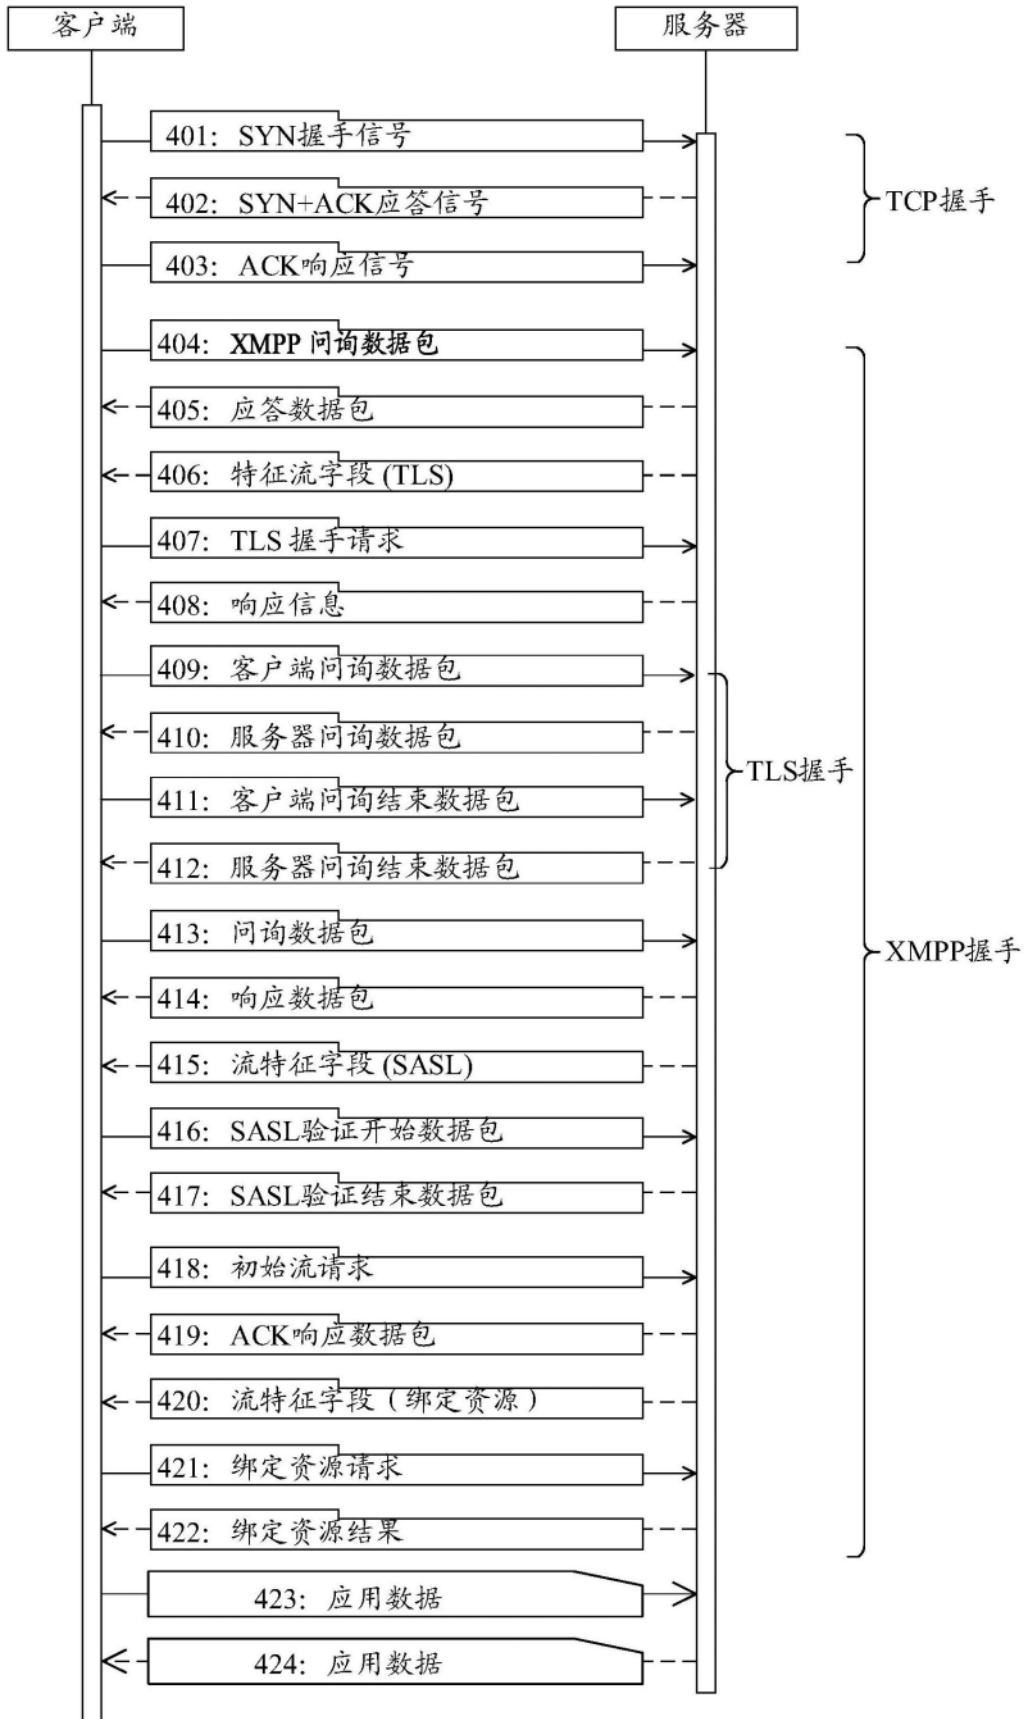 客户端
服务器
401：SYN握手信号
402：SYN+ACK应答信号
TCP握手
403：ACK响应信号
404：XMPP 问询数据包
405：应答数据包
406：特征流字段 (TLS)
407：TLS 握手请求
408：响应信息
409：客户端问询数据包
410：服务器问询数据包
TLS握手
411：客户端问询结束数据包
412：服务器问询结束数据包
413：问询数据包
XMPP握手
414：响应数据包
415：流特征字段 (SASL)
416：SASL验证开始数据包
417：SASL验证结束数据包
418：初始流请求
419：ACK响应数据包
420：流特征字段（绑定资源）
421：绑定资源请求
422：绑定资源结果
423：应用数据
424：应用数据